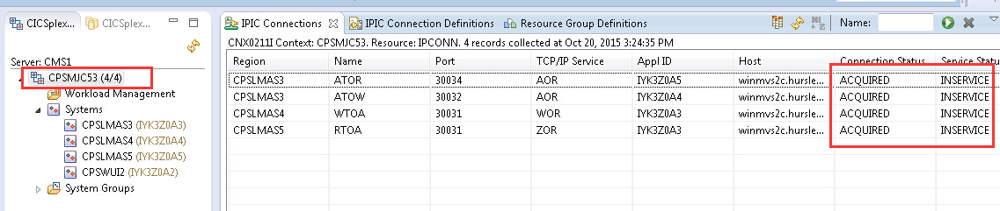 CICSplex...
CICSplex...
Server: CMS1
CPSMJC53 (4/4)
Workload Management
Systems
CPSLMAS3 (IYK3Z0A3)
CPSLMAS4 (IYK3Z0A4)
CPSLMAS5 (IYK3Z0A5)
CPSWUI2 (IYK3Z0A2)
System Groups
IPIC Connections IPIC Connection Definitions Resource Group Definitions
CNX0211I Context: CPSMJC53. Resource: IPCONN. 4 records collected at Oct 20, 2015 3:24:35 PM
Name:
Region Name Port TCP/IP Service Appl ID Host Connection Status Service Statu
CPSLMAS3 ATOR 30034 AOR IYK3Z0A5 winmvs2c.hursle... ACQUIRED INSERVICE
CPSLMAS3 ATOW 30032 AOR IYK3Z0A4 winmvs2c.hursle... ACQUIRED INSERVICE
CPSLMAS4 WTOA 30031 WOR IYK3Z0A3 winmvs2c.hursle... ACQUIRED INSERVICE
CPSLMAS5 RTOA 30031 ZOR IYK3Z0A3 winmvs2c.hursle... ACQUIRED INSERVICE